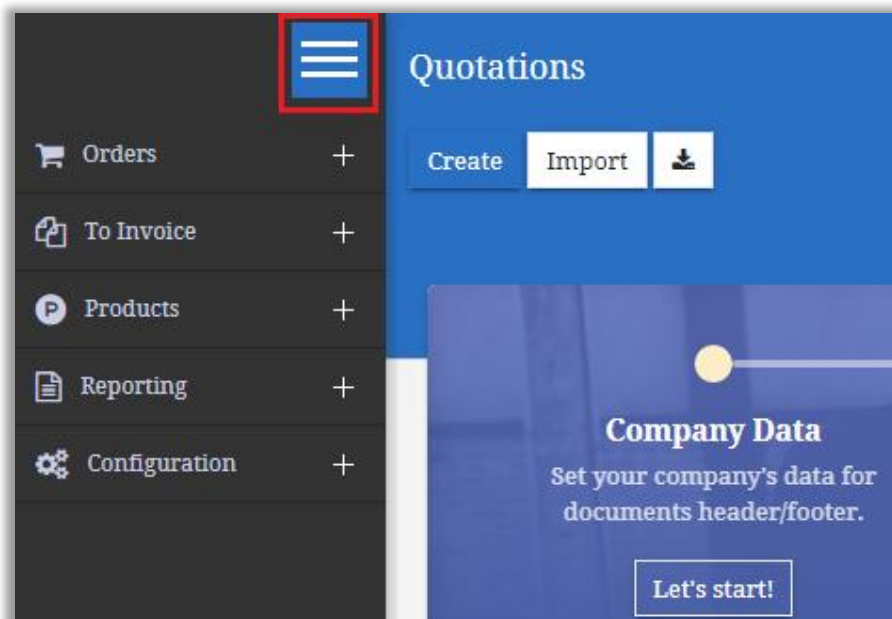 Quotations
Create Import
Orders
To Invoice
Products
Reporting
Configuration
Company Data
Set your company's data for
documents header/footer.
Let's start!